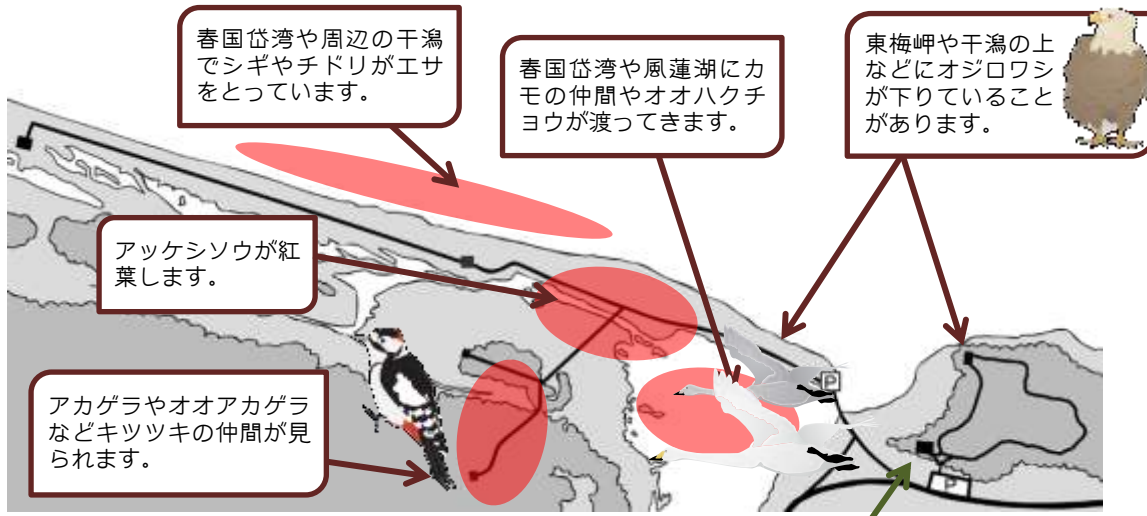 春国岱湾や周辺の干潟
でシギやチドリがエサ
をとっています。
春国岱湾や風蓮湖にカ
モの仲間やオオハクチ
ョウが渡ってきます。
東梅岬や干潟の上
などにオジロワシ
が下りていること
があります。
アッケシソウが紅
葉します。
アカゲラやオオアカゲラ
などキツツキの仲間が見
られます。
P
P